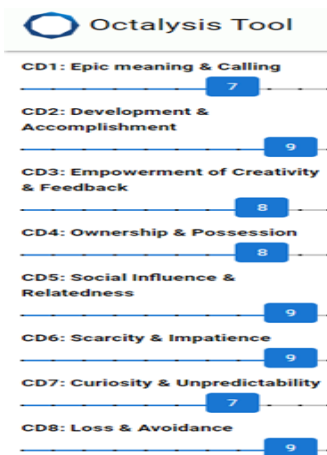 Octalysis Tool
CD1: Epic meaning & Calling
7
CD2: Development &
Accomplishment
9
CD3: Empowerment of Creativity
& Feedback
8
CD4: Ownership & Possession
8
CD5: Social Influence &
Relatedness
9
CD6: Scarcity & Impatience
9
CD7: Curiosity & Unpredictability
7
CD8: Loss & Avoidance
9